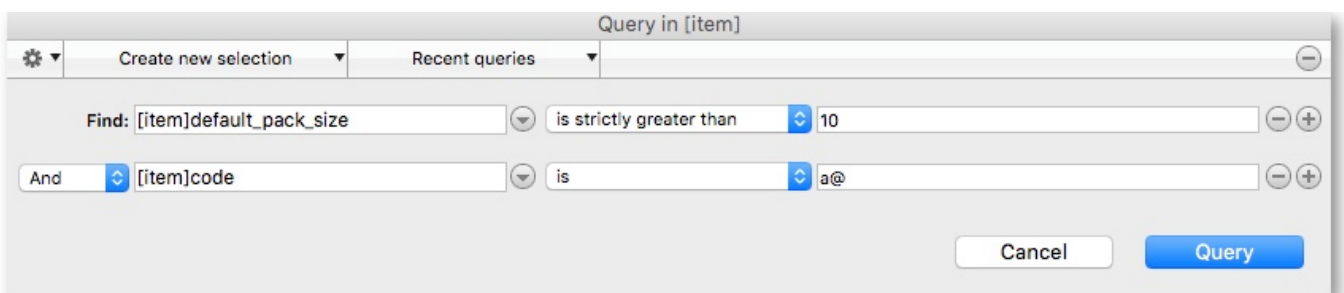 Query in [item]
Create new selection Recent queries
Find: [item]default_pack_size is strictly greater than 10
And [item]code is a@
Cancel Query